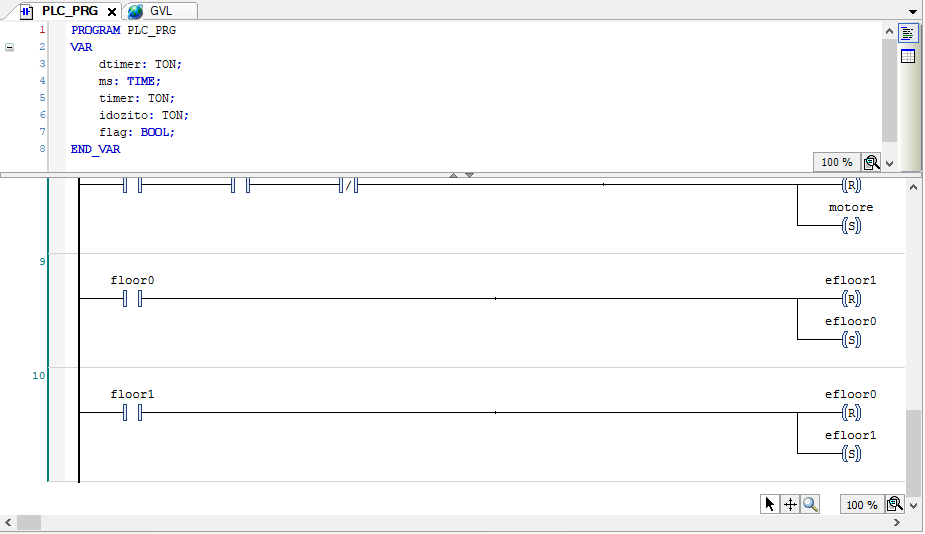 PLC_PRG GVL
1 PROGRAM PLC_PRG
2 VAR
3 dtimer: TON;
4 ms: TIME;
5 timer: TON;
6 idozito: TON;
7 flag: BOOL;
8 END_VAR
100 %
/ R
motore
S
9
floor0 efloor1
R
efloor0
S
10
floor1 efloor0
R
efloor1
S
100 %